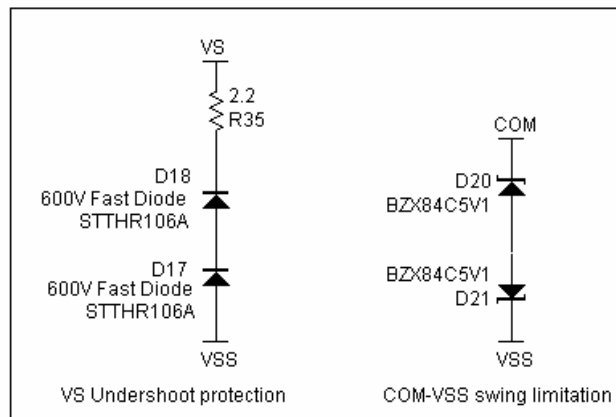 VS
2.2
R35
D18
600V Fast Diode
STTHR106A
D17
600V Fast Diode
STTHR106A
VSS
VS Undershoot protection
COM
D20
BZX84C5V1
BZX84C5V1
D21
VSS
COM-VSS swing limitation